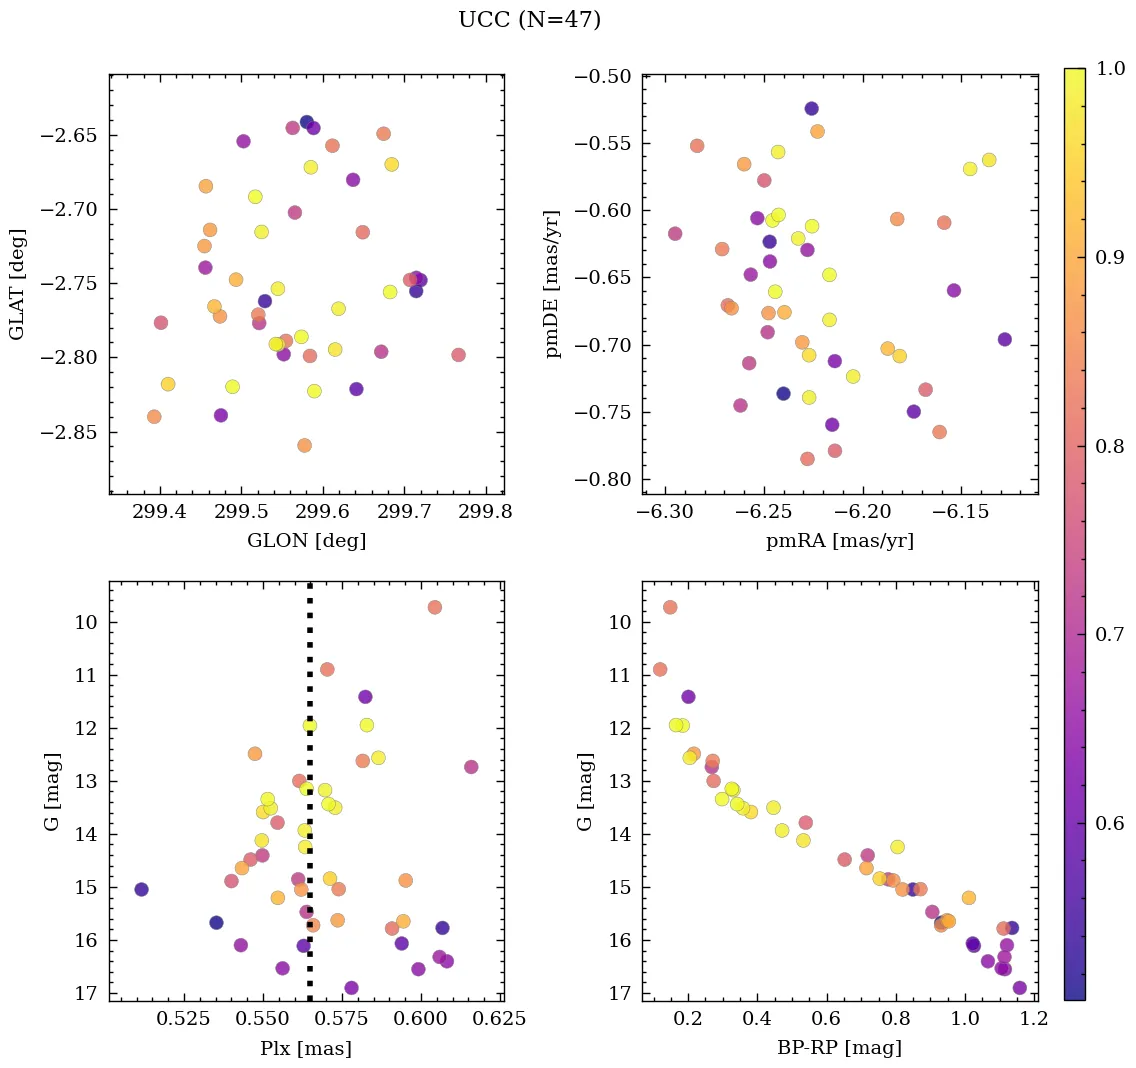 UCC (N=47)
−2.65
−2.70
−2.75
−2.80
−2.85
GLAT [deg]
299.4 299.5 299.6 299.7 299.8
GLON [deg]
−0.50
−0.55
−0.60
−0.65
−0.70
−0.75
−0.80
pmDE [mas/yr]
−6.30 −6.25 −6.20 −6.15
pmRA [mas/yr]
10
11
12
13
14
15
16
17
G [mag]
0.525 0.550 0.575 0.600 0.625
Plx [mas]
10
11
12
13
14
15
16
17
G [mag]
0.2 0.4 0.6 0.8 1.0 1.2
BP-RP [mag]
1.0
0.9
0.8
0.7
0.6